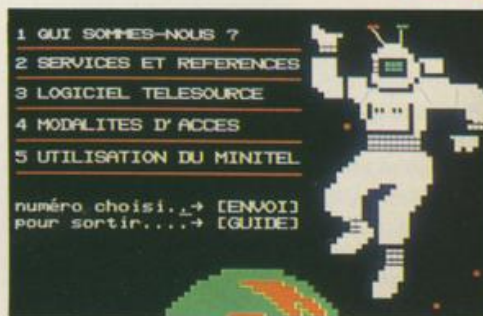 1 QUI SOMMES-NOUS ?
2 SERVICES ET REFERENCES
3 LOGICIEL TELESOURCE
4 MODALITES D'ACCES
5 UTILISATION DU MINITEL
numéro choisi..→ [ENVOI]
pour sortir....→ [GUIDE]